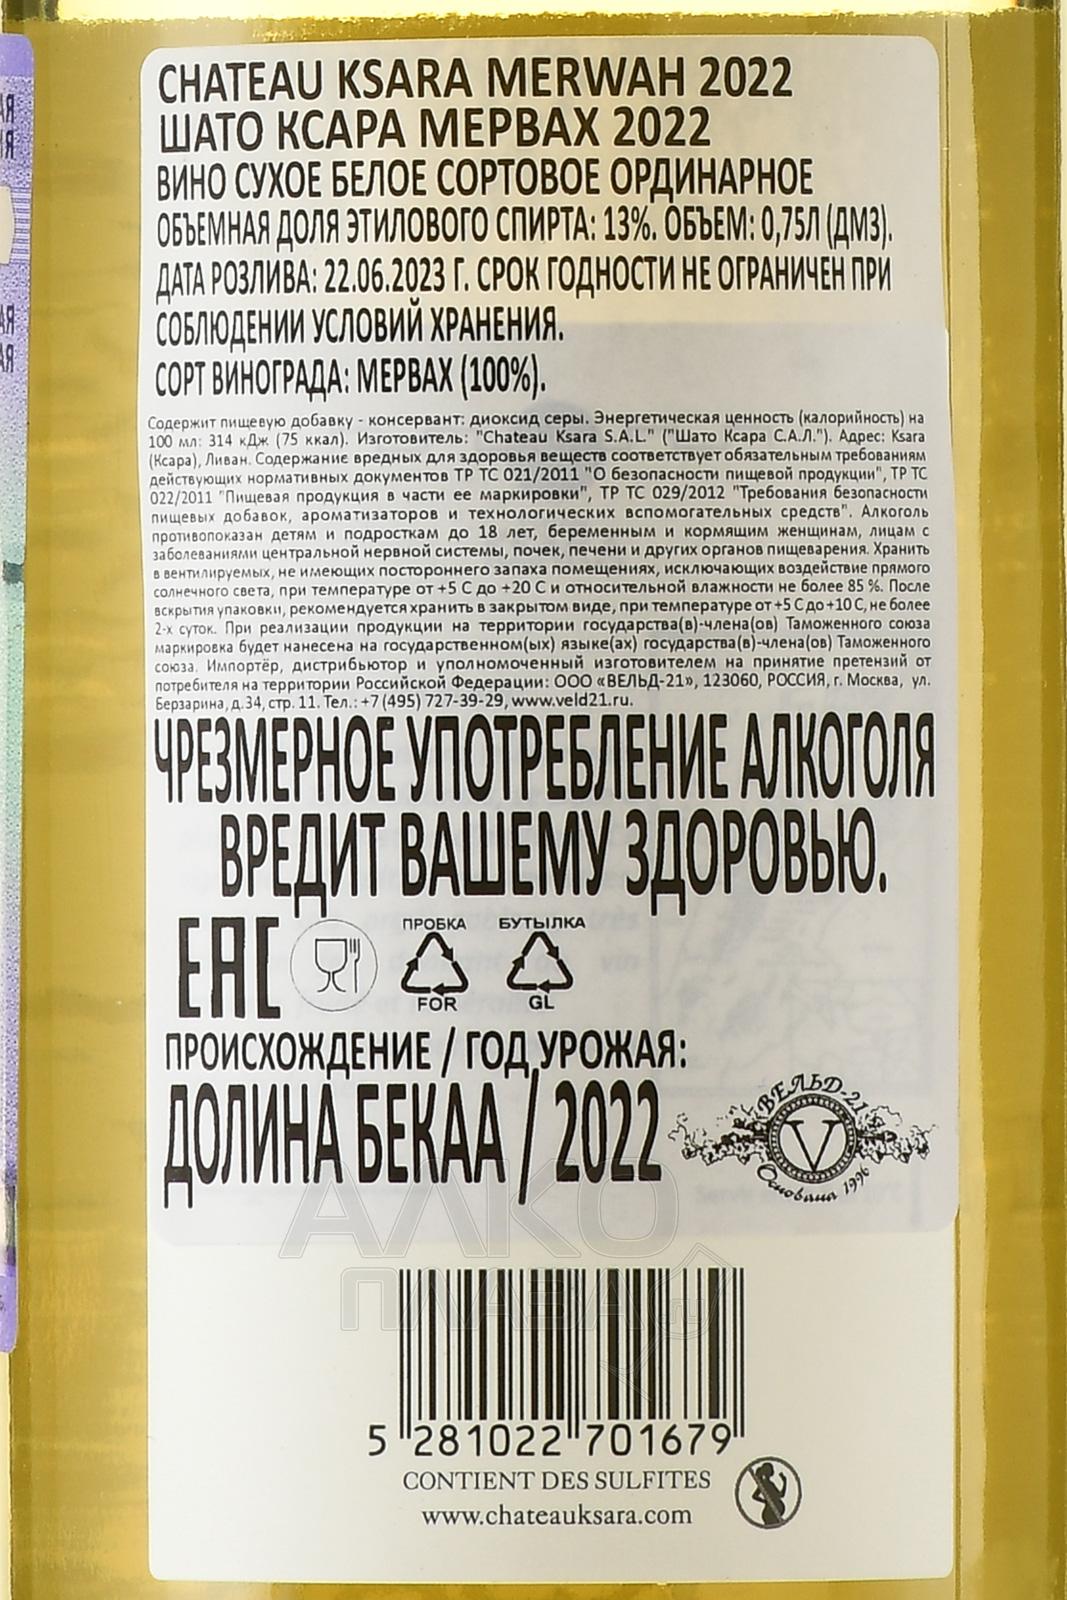 CHATEAU KSARA MERWAH 2022
ШАТО КСАРА МЕРВАХ 2022
ВИНО СУХОЕ БЕЛОЕ СОРТОВОЕ ОРДИНАРНОЕ
ОБЪЕМНАЯ ДОЛЯ ЭТИЛОВОГО СПИРТА: 13%. ОБЪЕМ: 0,75Л (ДМ3).
ДАТА РОЗЛИВА: 22.06.2023 Г. СРОК ГОДНОСТИ НЕ ОГРАНИЧЕН ПРИ
СОБЛЮДЕНИИ УСЛОВИЙ ХРАНЕНИЯ.
СОРТ ВИНОГРАДА: МЕРВАХ (100%).
Содержит пищевую добавку - консервант: диоксид серы. Энергетическая ценность (калорийность) на
100 мл: 314 кДж (75 ккал). Изготовитель: "Chateau Ksara S.A.L." ("Шато Ксара С.А.Л."). Адрес: Ksara
(Ксара), Ливан. Содержание вредных для здоровья веществ соответствует обязательным требованиям
действующих нормативных документов ТР ТС 021/2011 "О безопасности пищевой продукции", ТР ТС
022/2011 "Пищевая продукция в части ее маркировки", ТР ТС 029/2012 "Требования безопасности
пищевых добавок, ароматизаторов и технологических вспомогательных средств". Алкоголь
противопоказан детям и подросткам до 18 лет, беременным и кормящим женщинам, лицам с
заболеваниями центральной нервной системы, почек, печени и других органов пищеварения. Хранить
в вентилируемых, не имеющих постороннего запаха помещениях, исключающих воздействие прямого
солнечного света, при температуре от +5 С до +20 С и относительной влажности не более 85 %. После
вскрытия упаковки, рекомендуется хранить в закрытом виде, при температуре от +5 С до +10 С, не более
2-х суток. При реализации продукции на территории государства(в)-члена(ов) Таможенного союза
маркировка будет нанесена на государственном(ых) языке(ах) государства(в)-члена(ов) Таможенного
союза. Импортёр, дистрибьютор и уполномоченный изготовителем на принятие претензий от
потребителя на территории Российской Федерации: ООО «ВЕЛЬД-21», 123060, РОССИЯ, г. Москва, ул.
Берзарина, д.34, стр. 11. Тел.: +7 (495) 727-39-29, www.veld21.ru.
ЧРЕЗМЕРНОЕ УПОТРЕБЛЕНИЕ АЛКОГОЛЯ
ВРЕДИТ ВАШЕМУ ЗДОРОВЬЮ.
EAC
ПРОБКА БУТЫЛКА
FOR GL
ПРОИСХОЖДЕНИЕ / ГОД УРОЖАЯ:
ДОЛИНА БЕКАА / 2022
ВЕЛЬД-21
V
Основана 1996
АЛКО
ПЛАЗА.ru
5 281022 701679
CONTIENT DES SULFITES
www.chateauksara.com